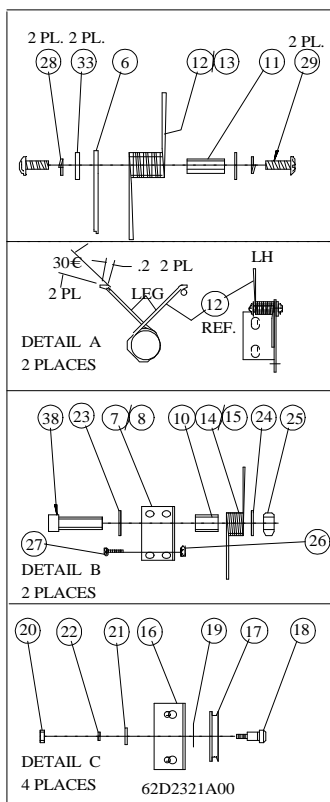 2 PL. 2 PL. 2 PL.
28 33 6 12 13 11 29
30€ .2 2 PL LH
2 PL LEG 12
REF.
DETAIL A
2 PLACES
38 23 7 8 10 14 15 24 25
27 26
DETAIL B
2 PLACES
20 22 21 16 19 17 18
DETAIL C
4 PLACES 62D2321A00